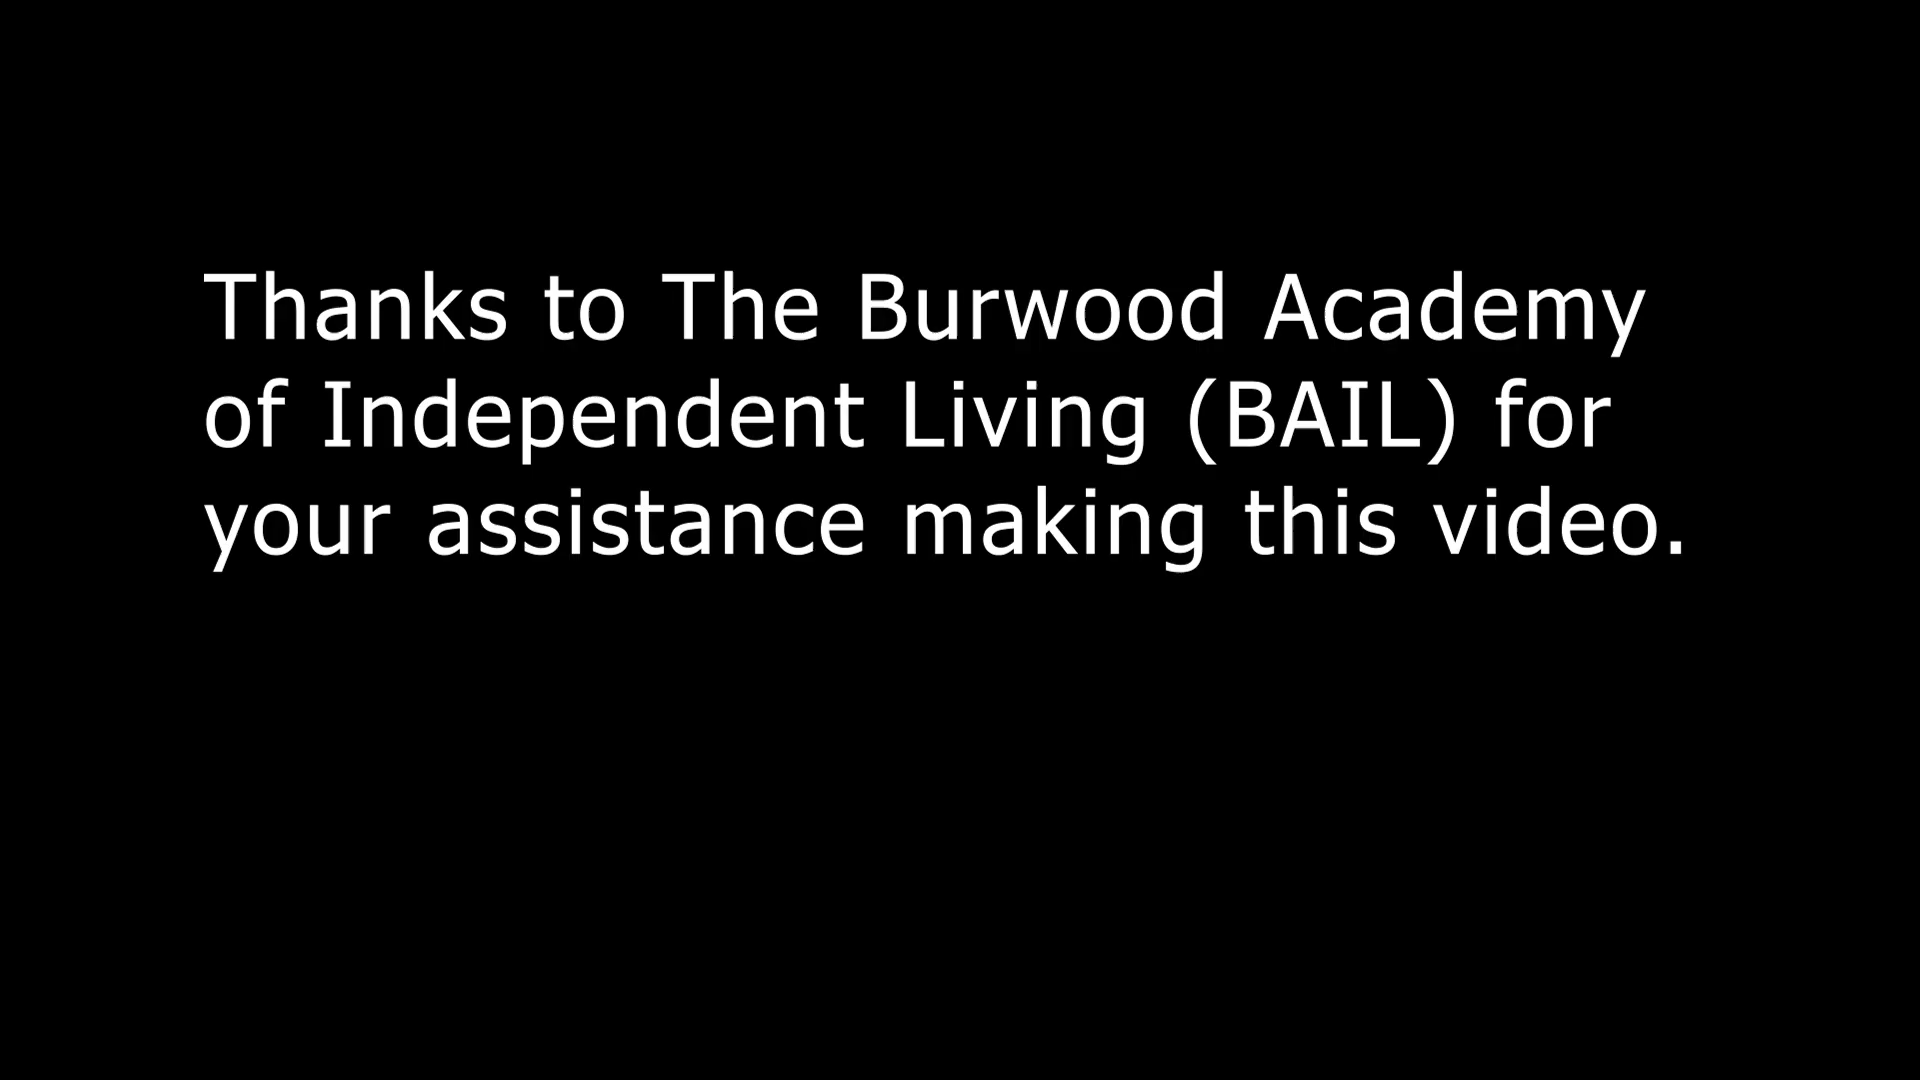 Thanks to The Burwood Academy
of Independent Living (BAIL) for
your assistance making this video.